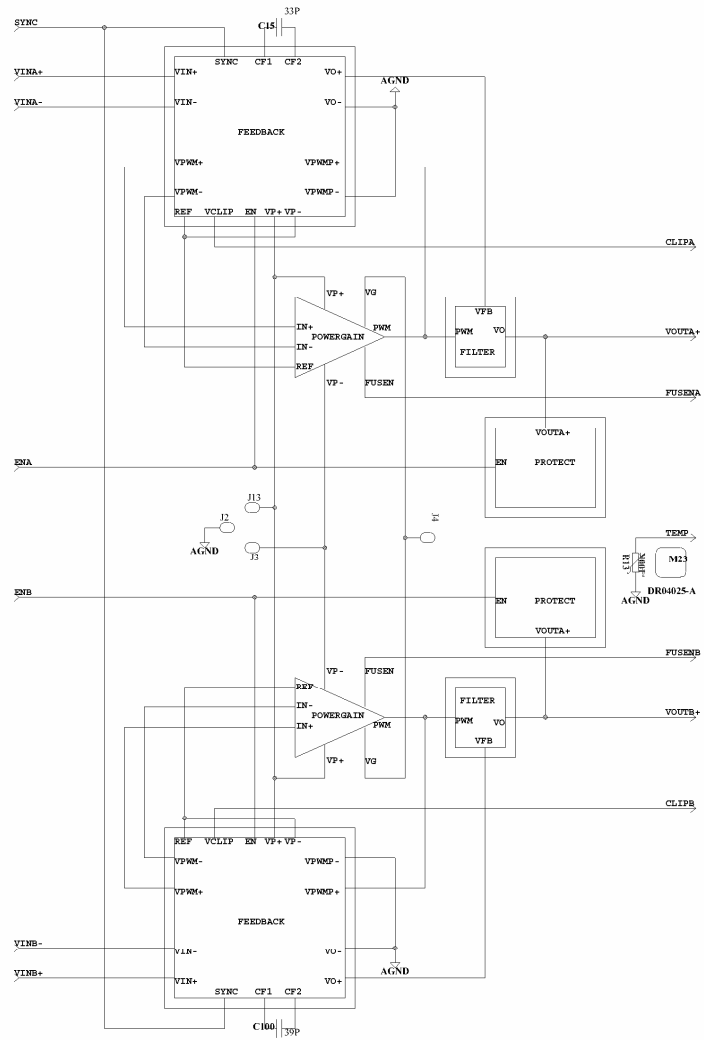 SYNC
33P
C15
SYNC CF1 CF2
VINA+
VIN+
VO+
AGND
VINA-
VIN-
VO-
FEEDBACK
VPWM+
VPWMP+
VPWM-
VPWMP-
REF VCLIP EN VP+ VP-
CLIPA
VP+
VG
VFB
IN+
PWM
PWM
VO
VOUTA+
POWERGAIN
IN-
FILTER
REF
VP-
FUSEN
FUSENA
VOUTA+
ENA
EN
PROTECT
J13
J2
J4
TEMP
AGND
J3
R13
M23
DR04025-A
AGND
ENB
EN
PROTECT
VOUTA+
VP-
FUSEN
FUSENB
REF
IN-
FILTER
POWERGAIN
VOUTB+
IN+
PWM
PWM
VO
VFB
VP+
VG
CLIPB
REF VCLIP EN VP+ VP-
VPWM-
VPWMP-
VPWM+
VPWMP+
FEEDBACK
VINB-
VIN-
VO-
AGND
VINB+
VIN+
VO+
SYNC CF1 CF2
C100
39P